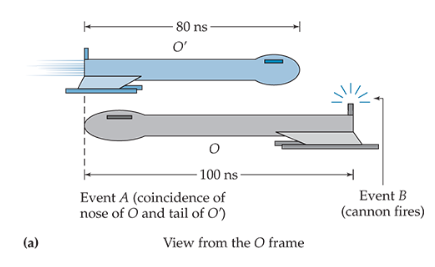 80 ns
O′
O
100 ns
Event A (coincidence of
nose of O and tail of O′)
Event B
(cannon fires)
(a)
View from the O frame